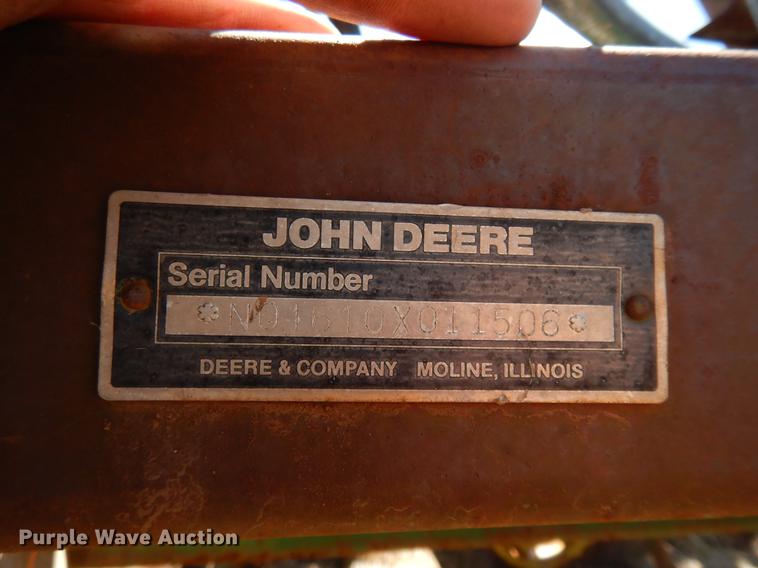 JOHN DEERE
Serial Number
*N01610X011506*
DEERE & COMPANY MOLINE, ILLINOIS
Purple Wave Auction